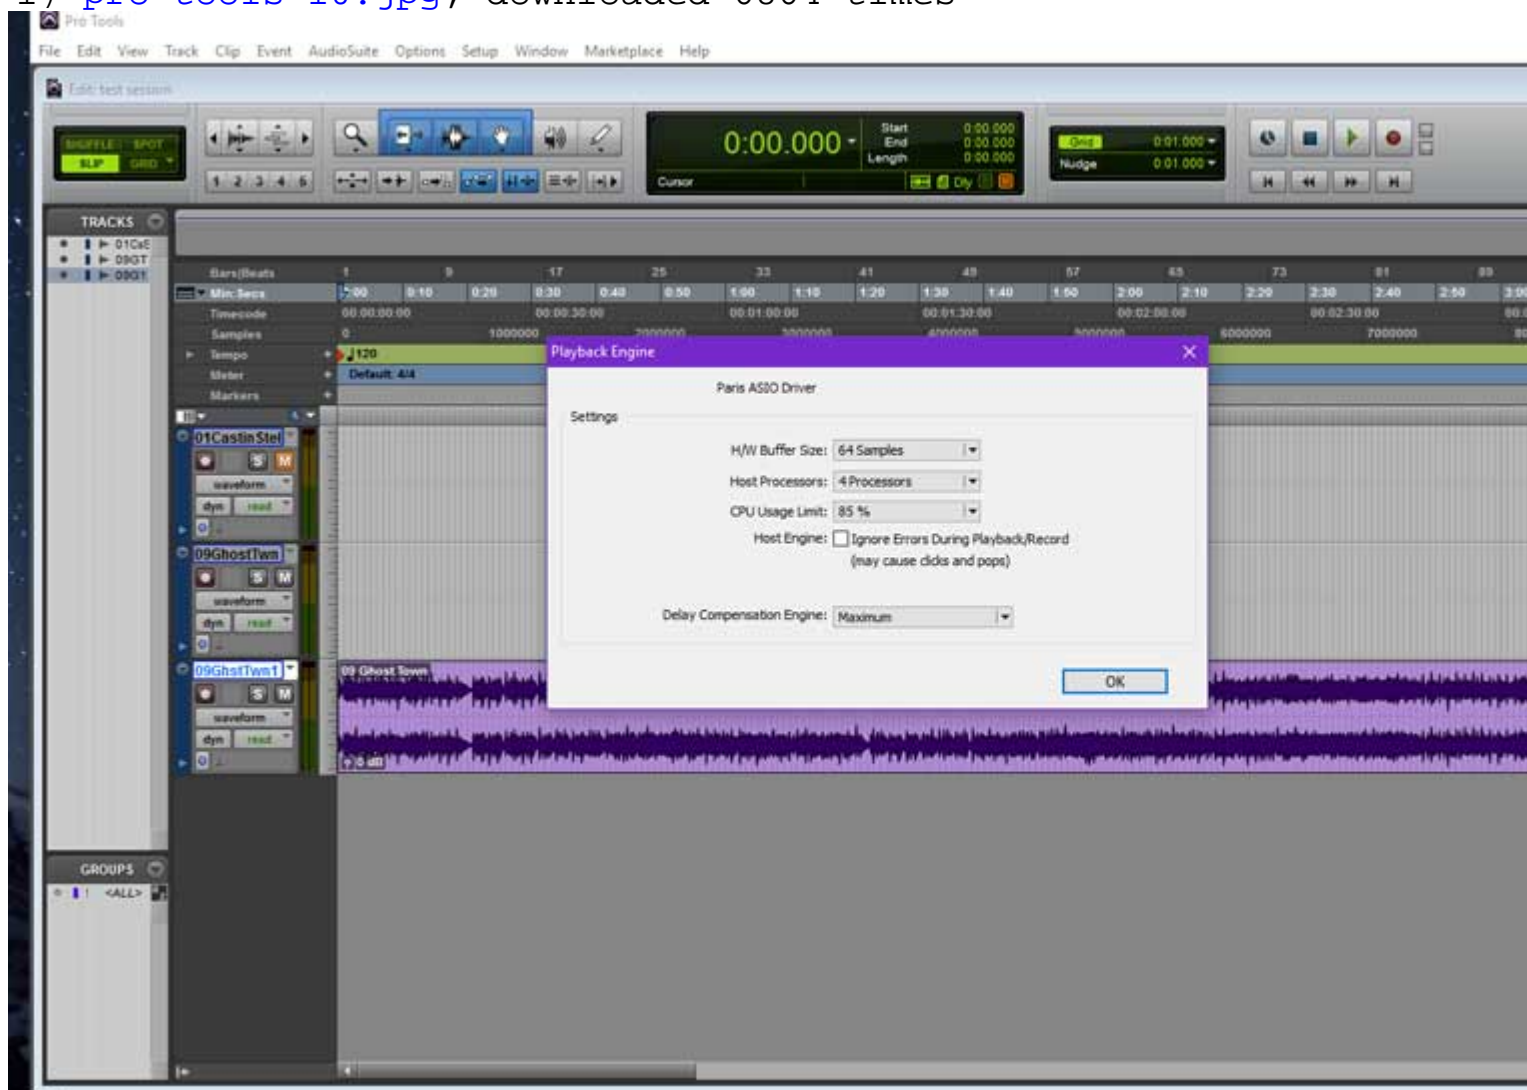 pro tools 10.jpg, downloaded times
Pro Tools
File Edit View Track Clip Event AudioSuite Options Setup Window Marketplace Help
Edit: test session
SHUFFLE SPOT
SLIP GRID
1 2 3 4 5
0:00.000
Start 0:00.000
End 0:00.000
Length 0:00.000
Cursor
Dly
Grid 0:01.000
Nudge 0:01.000
TRACKS
01CsS
09GT
09G1
Bars|Beats 1 9 17 25 33 41 49 57 65 73 81 89
Min:Secs 0:00 0:10 0:20 0:30 0:40 0:50 1:00 1:10 1:20 1:30 1:40 1:50 2:00 2:10 2:20 2:30 2:40 2:50 3:00
Timecode 00:00:00:00 00:00:30:00 00:01:00:00 00:01:30:00 00:02:00:00 00:02:30:00
Samples 0 1000000 2000000 3000000 4000000 5000000 6000000 7000000
Tempo 120
Meter Default: 4/4
Markers
Playback Engine
Paris ASIO Driver
Settings
H/W Buffer Size: 64 Samples
Host Processors: 4 Processors
CPU Usage Limit: 85 %
Host Engine: Ignore Errors During Playback/Record
(may cause clicks and pops)
Delay Compensation Engine: Maximum
OK
01CastinStel
S M
waveform
dyn read
09GhostTwn
S M
waveform
dyn read
09GhstTwn1
S M
waveform
dyn read
09 Ghost Town
0 dB
GROUPS
! <ALL>